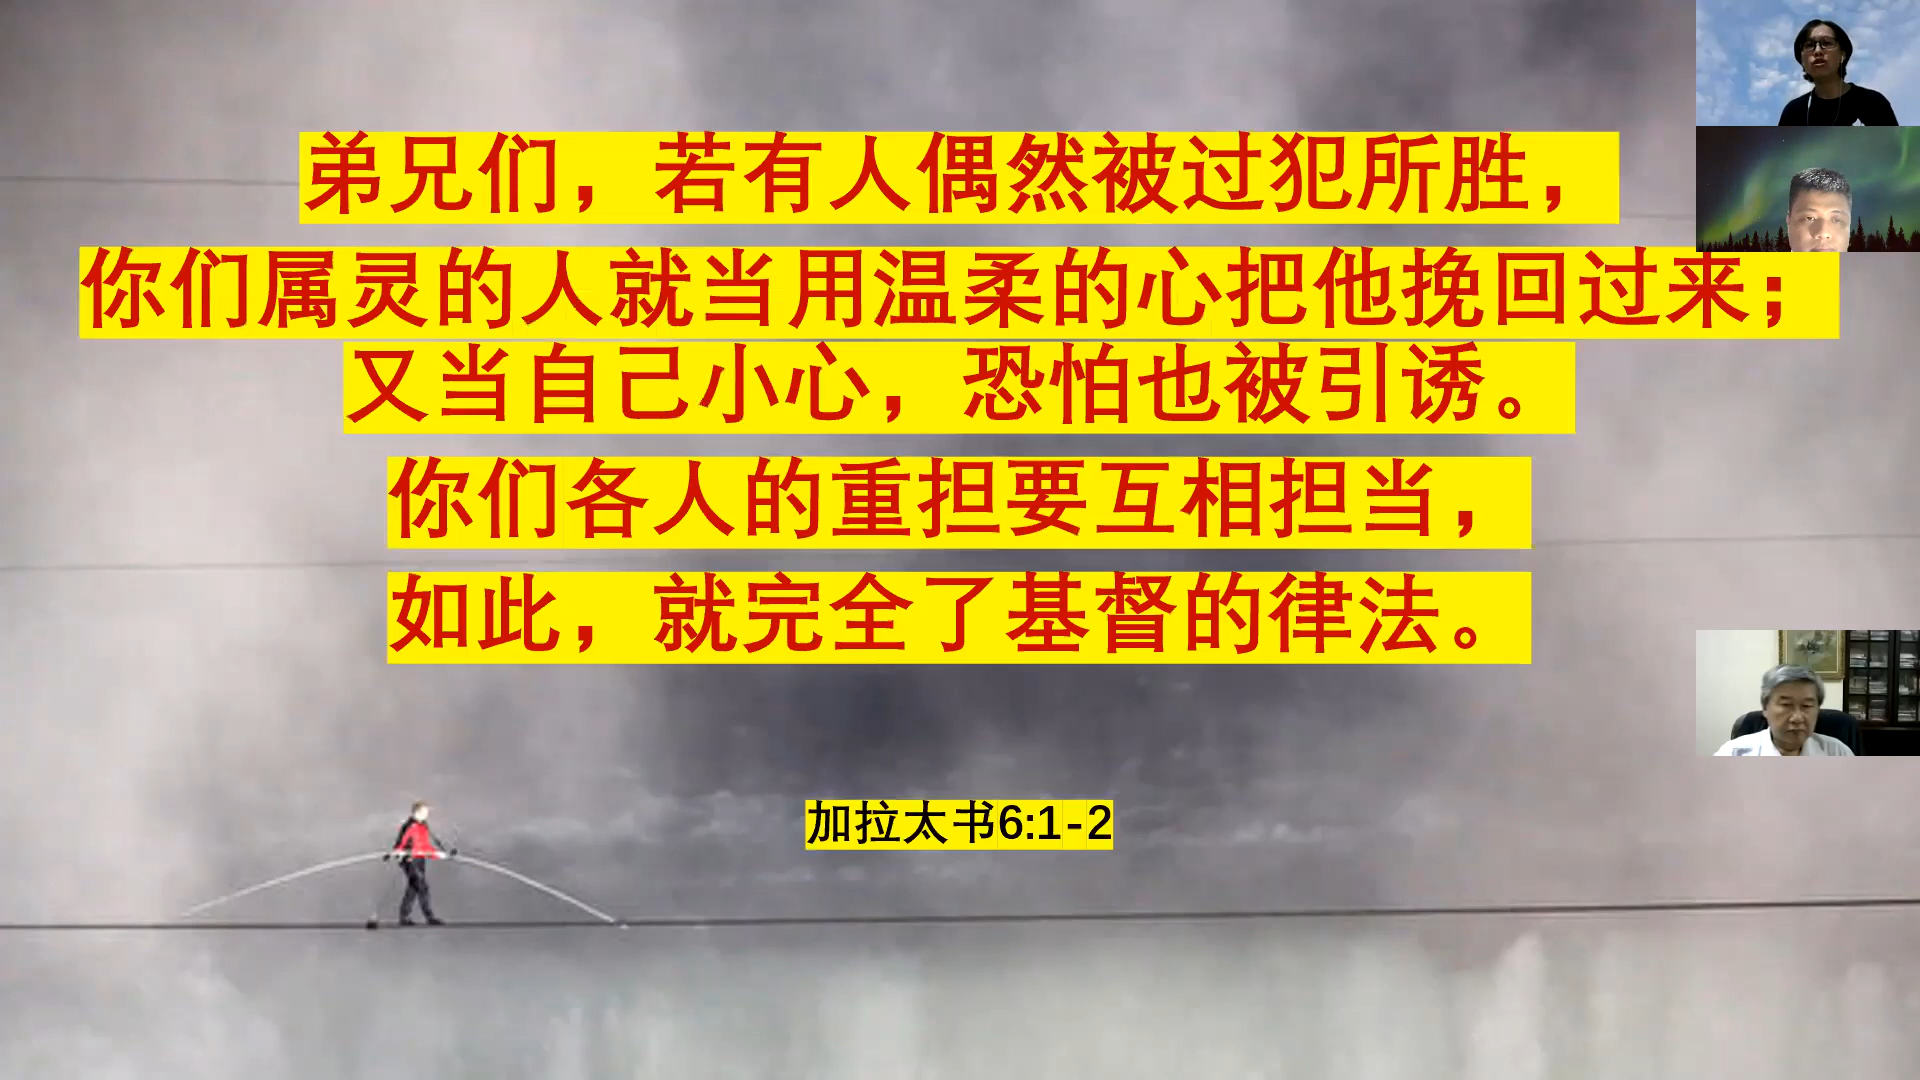 弟兄们，若有人偶然被过犯所胜，
你们属灵的人就当用温柔的心把他挽回过来；
又当自己小心，恐怕也被引诱。
你们各人的重担要互相担当，
如此，就完全了基督的律法。
加拉太书6:1-2